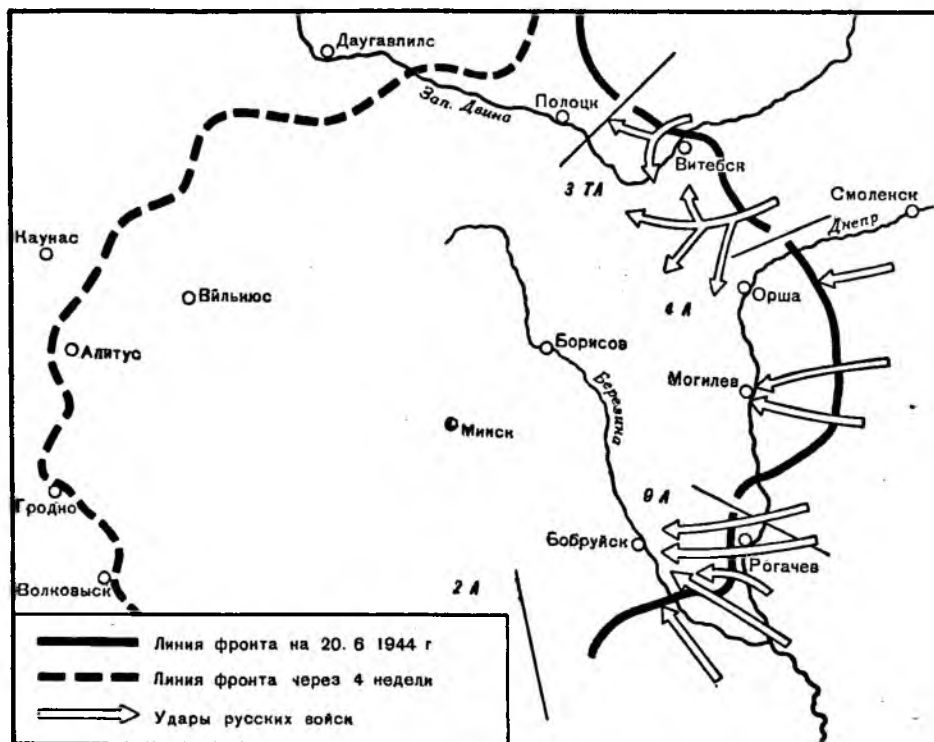 Даугавпилс
Зап. Двина
Полоцк
Витебск
3 ТА
Смоленск
Днепр
Каунас
Вильнюс
Орша
4 А
Алитус
Борисов
Березина
Могилев
Минск
Гродно
9 А
Бобруйск
Рогачев
Волковыск
2 А
Линия фронта на 20. 6 1944 г
Линия фронта через 4 недели
Удары русских войск